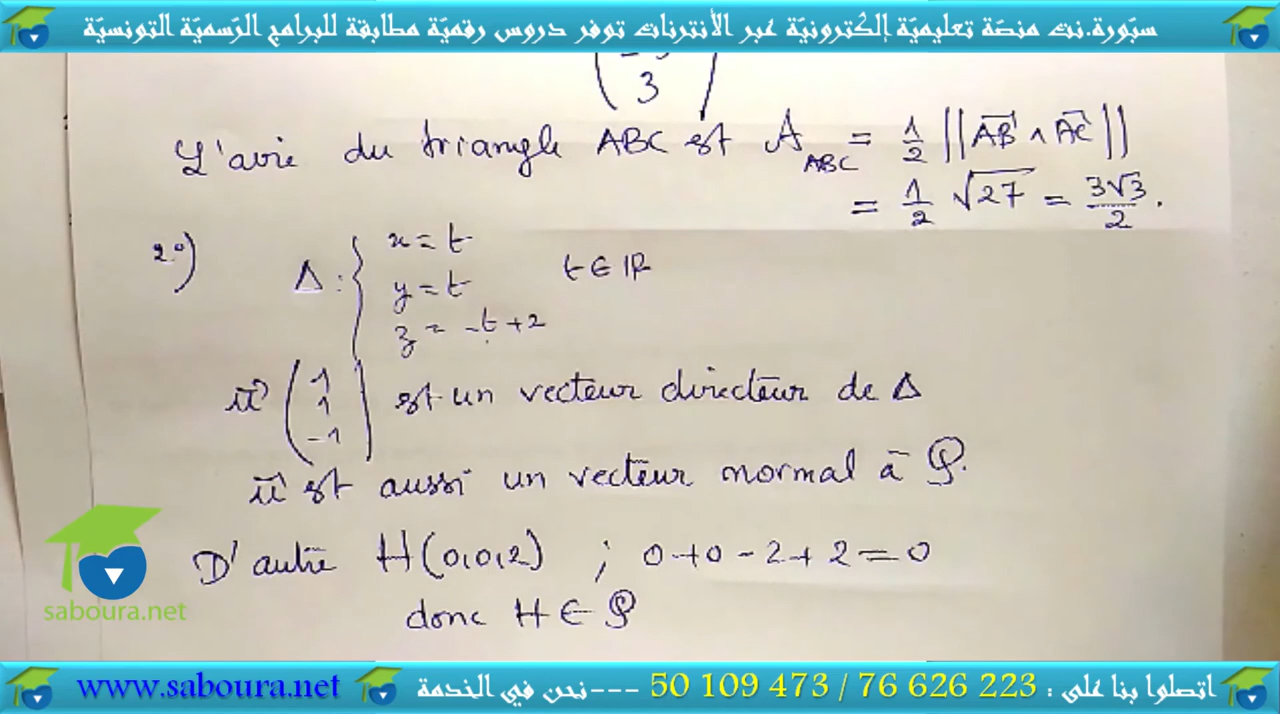 سبّورة.نت منصّة تعليميّة إلكترونيّة عبر الأنترنات توفر دروس رقميّة مطابقة للبرامج الرّسميّة التونسيّة
3
L'aire du triangle ABC est A_ABC = 1/2 ||AB ∧ AC||
= 1/2 √27 = 3√3/2.
2°)
Δ : { x = t
y = t t ∈ IR
z = -t + 2
u (1 1 -1) est un vecteur directeur de Δ
u est aussi un vecteur normal à P.
D'autre H(0,0,2) ; 0+0-2+2=0
donc H ∈ P
saboura.net
www.saboura.net اتصلوا بنا على : 50 109 473 / 76 626 223 ---نحن في الخدمة